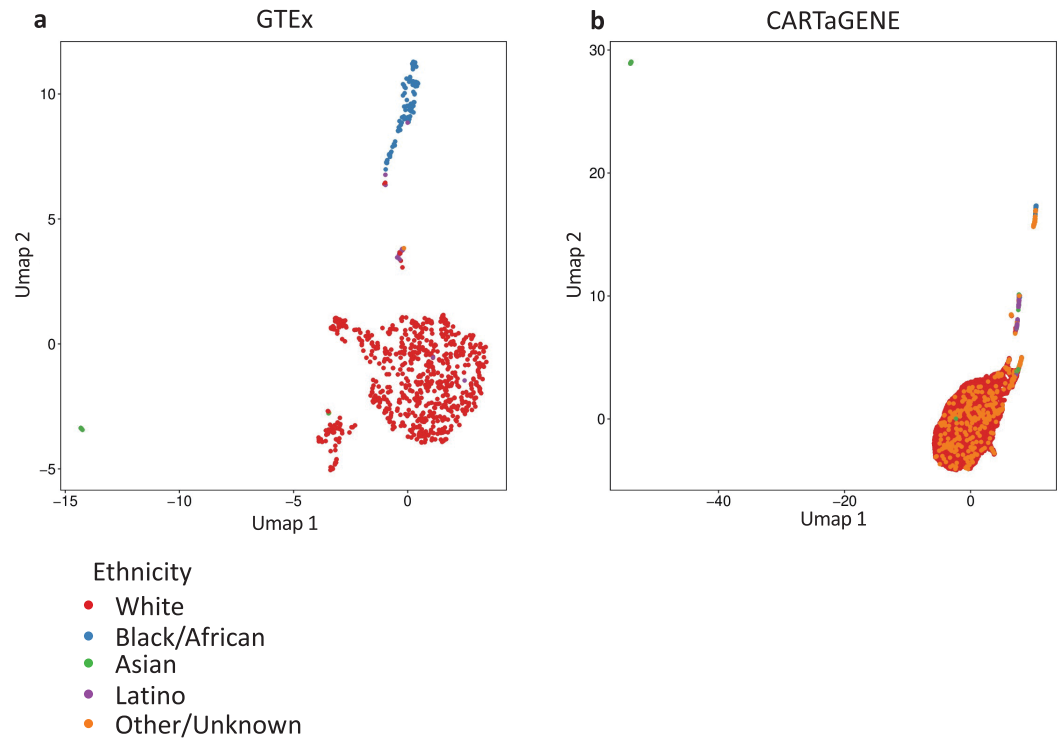 a
GTEx
10
5
0
−5
−15
−10
−5
0
Umap 2
Umap 1
b
CARTaGENE
30
20
10
0
−40
−20
0
Umap 2
Umap 1
Ethnicity
White
Black/African
Asian
Latino
Other/Unknown